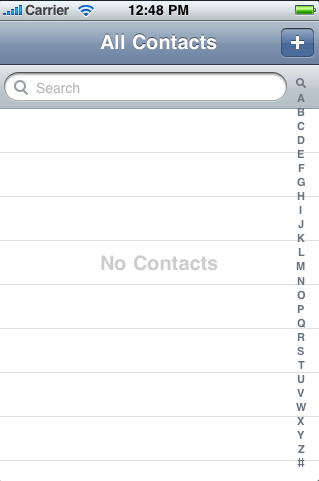 Carrier 12:48 PM
All Contacts +
Search
A
B
C
D
E
F
G
H
I
J
K
L
M
N
O
P
Q
R
S
T
U
V
W
X
Y
Z
#
No Contacts